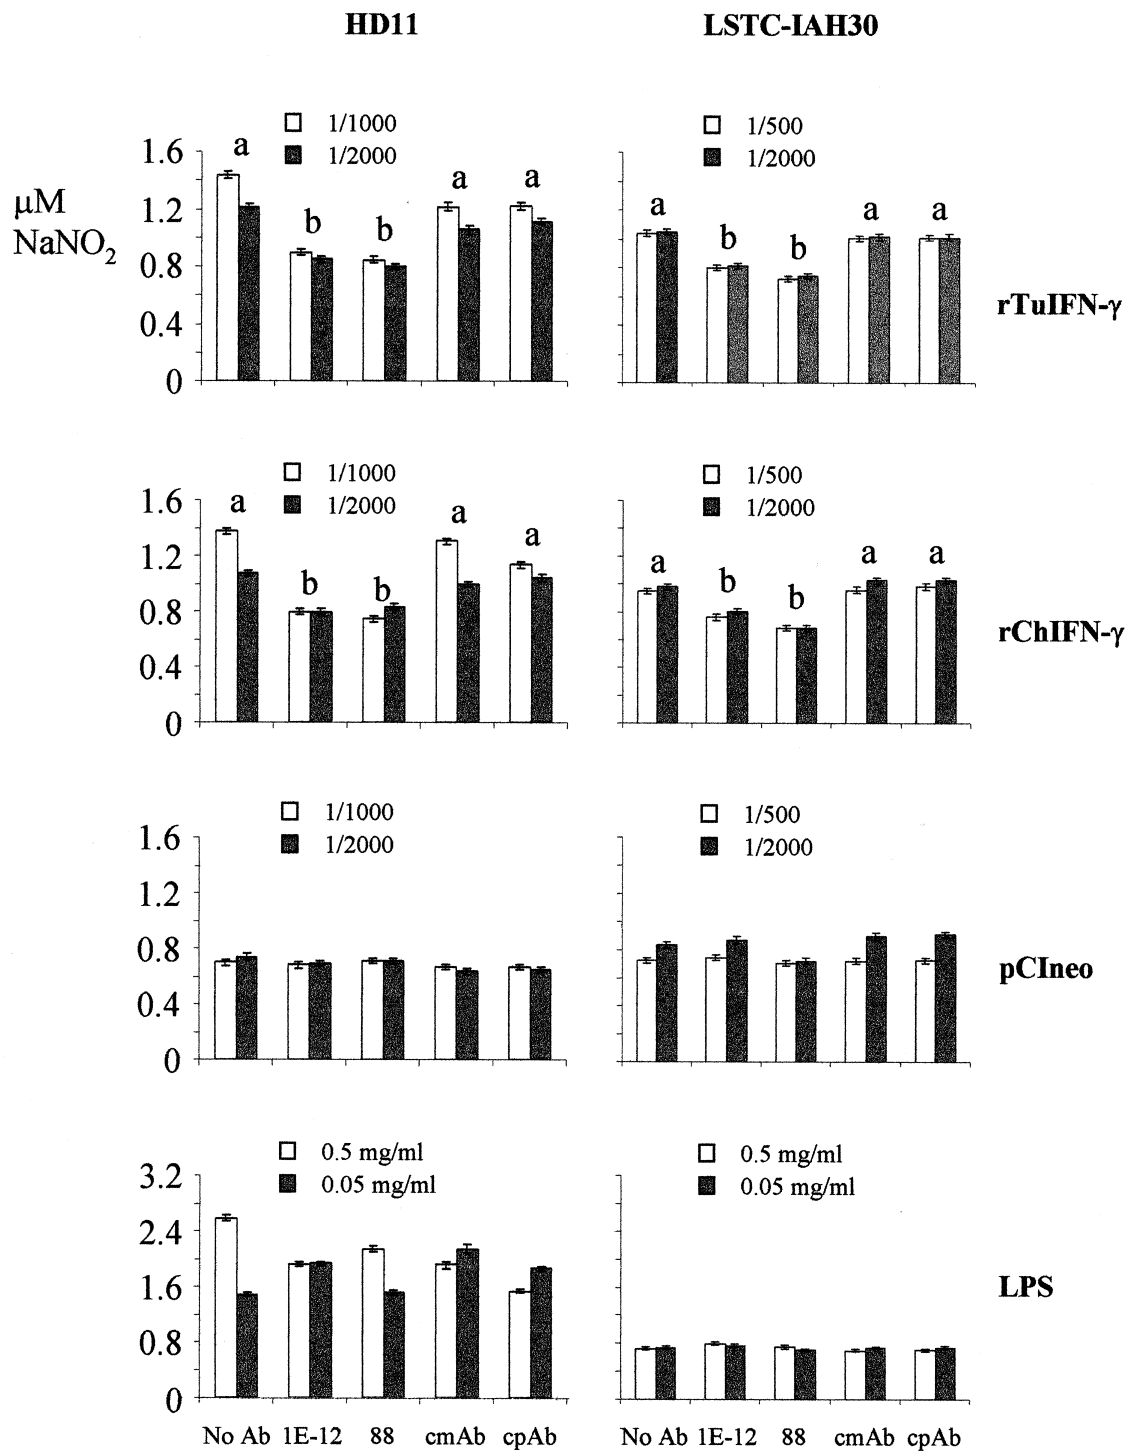 HD11 LSTC-IAH30
1/1000 1/500
1/2000 1/2000
μM
NaNO2
1.6
1.2
0.8
0.4
0
a b b a a
a b b a a
rTuIFN-γ
1/1000 1/500
1/2000 1/2000
1.6
1.2
0.8
0.4
0
a b b a a
a b b a a
rChIFN-γ
1/1000 1/500
1/2000 1/2000
1.6
1.2
0.8
0.4
0
pCIneo
0.5 mg/ml 0.5 mg/ml
0.05 mg/ml 0.05 mg/ml
3.2
2.4
1.6
0.8
0
LPS
No Ab 1E-12 88 cmAb cpAb No Ab 1E-12 88 cmAb cpAb